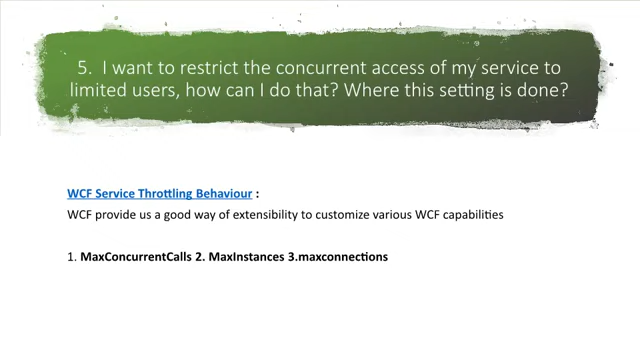 5. I want to restrict the concurrent access of my service to
limited users, how can I do that? Where this setting is done?
WCF Service Throttling Behaviour :
WCF provide us a good way of extensibility to customize various WCF capabilities
1. MaxConcurrentCalls 2. MaxInstances 3.maxconnections